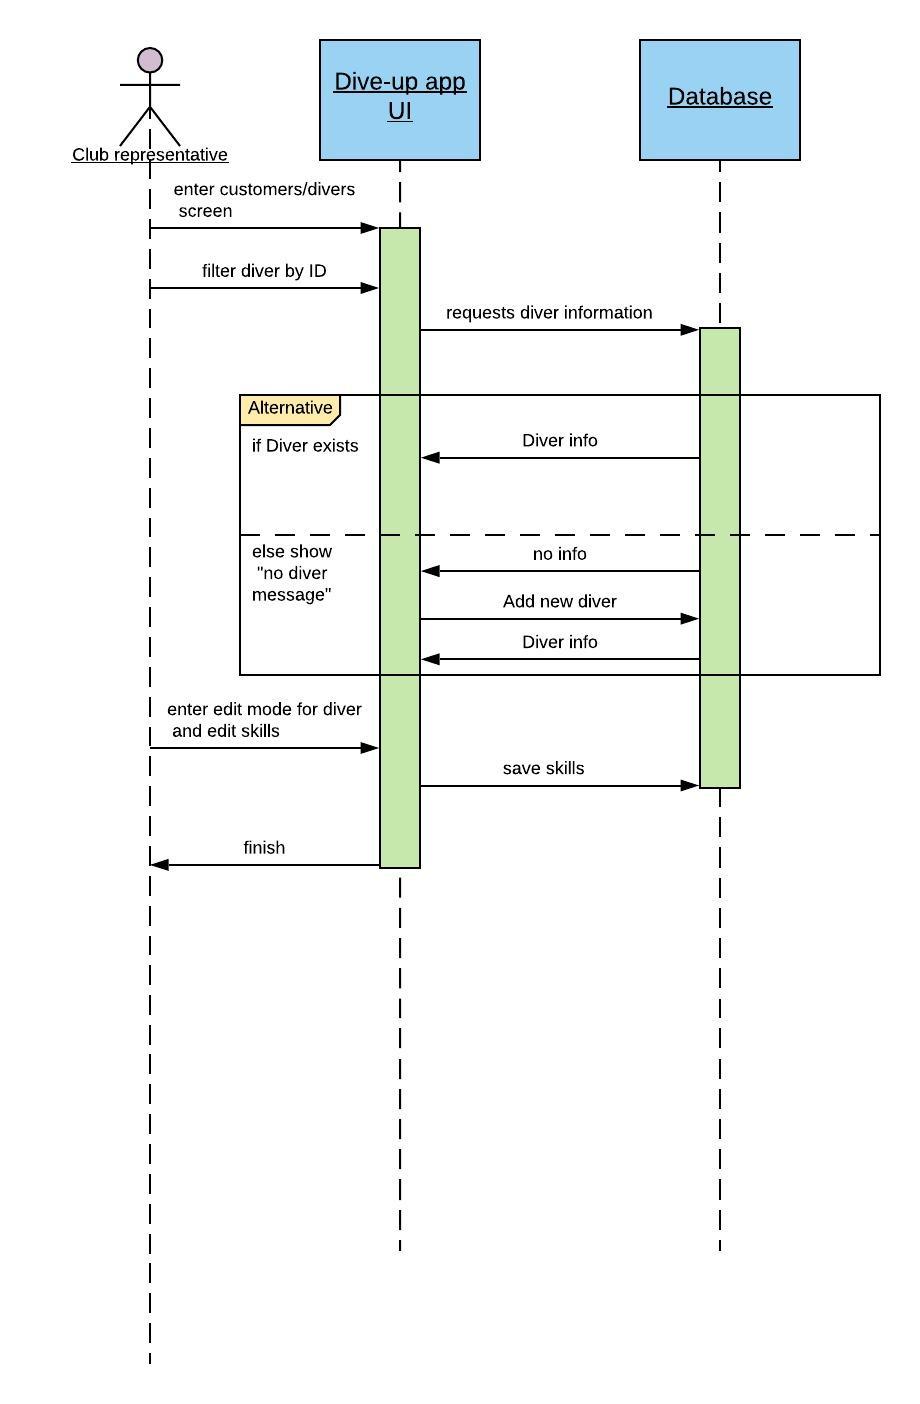 Dive-up app
UI
Database
Club representative
enter customers/divers
screen
filter diver by ID
requests diver information
Alternative
if Diver exists
Diver info
else show
"no diver
message"
no info
Add new diver
Diver info
enter edit mode for diver
and edit skills
save skills
finish